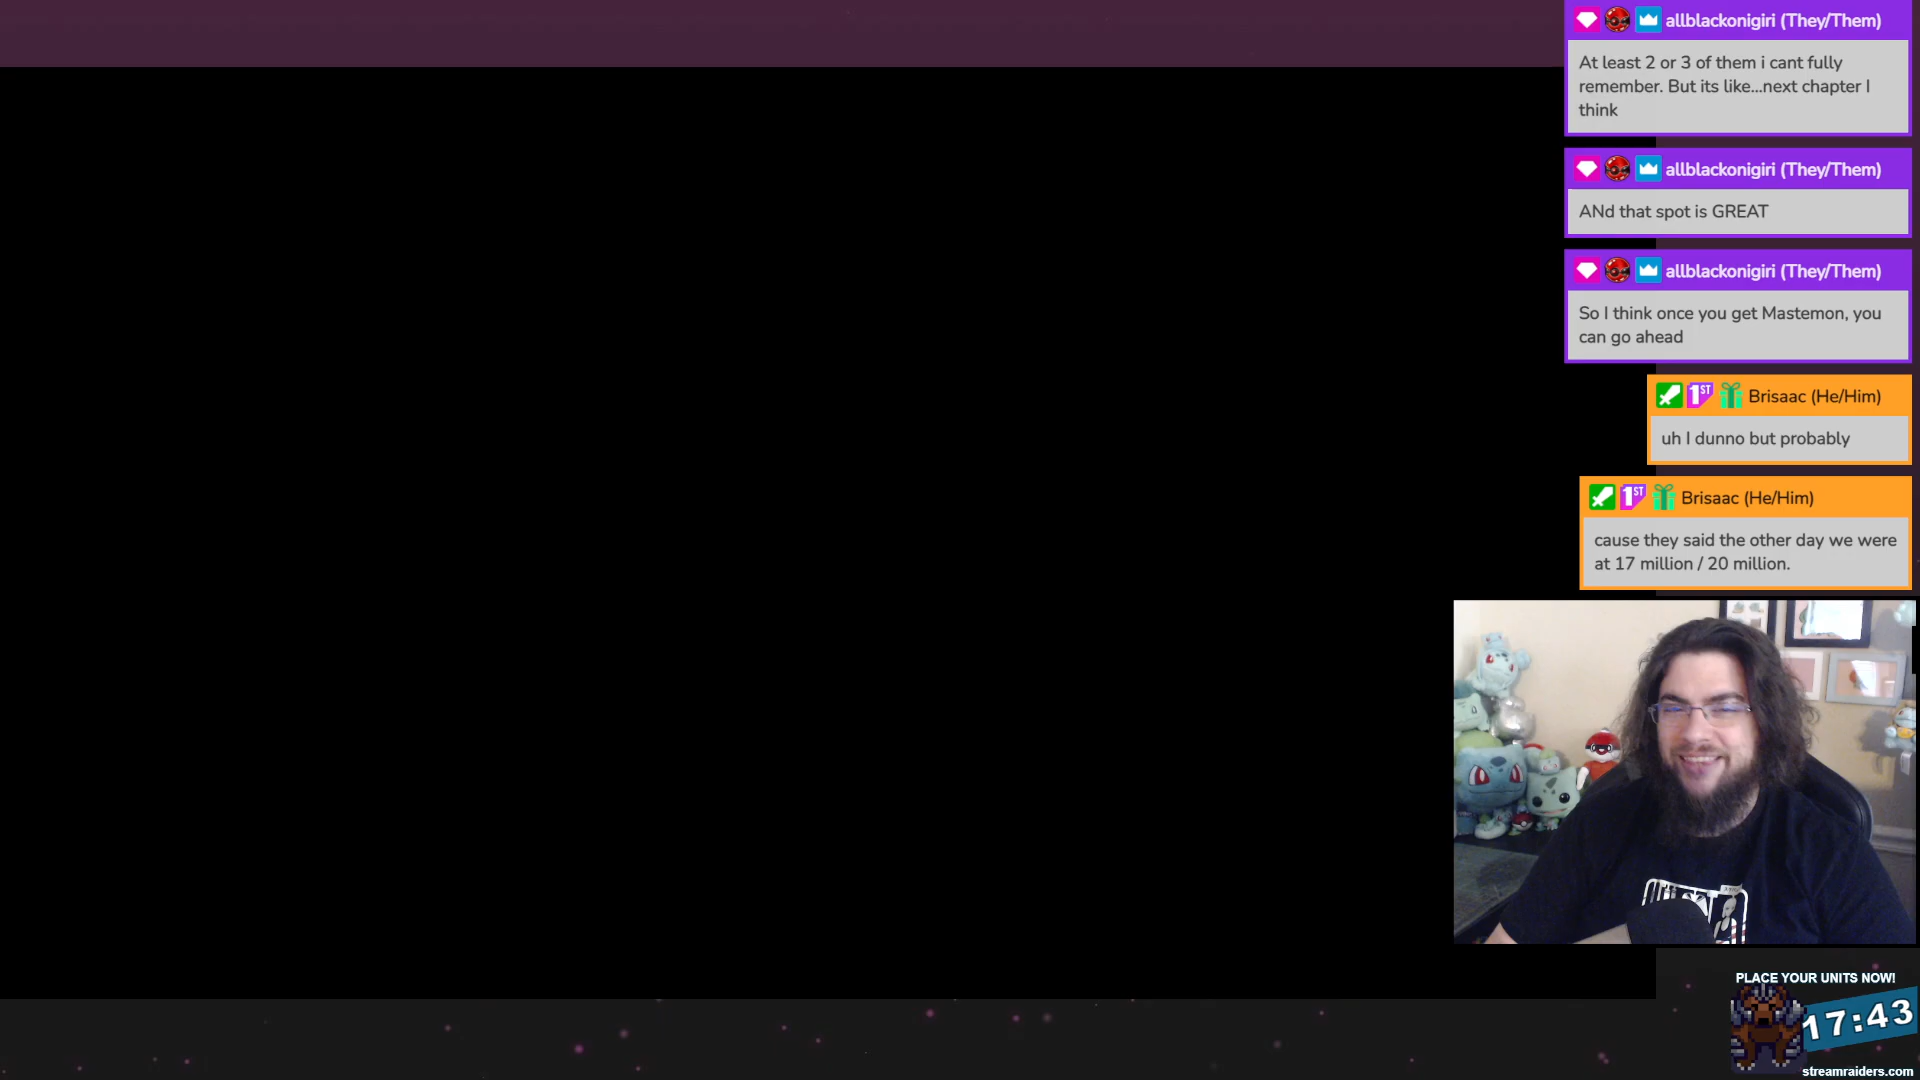 allblackonigiri (They/Them)
At least 2 or 3 of them i cant fully
remember. But its like...next chapter I
think
allblackonigiri (They/Them)
ANd that spot is GREAT
allblackonigiri (They/Them)
So I think once you get Mastemon, you
can go ahead
1ST Brisaac (He/Him)
uh I dunno but probably
1ST Brisaac (He/Him)
cause they said the other day we were
at 17 million / 20 million.
PLACE YOUR UNITS NOW!
17:43
streamraiders.com